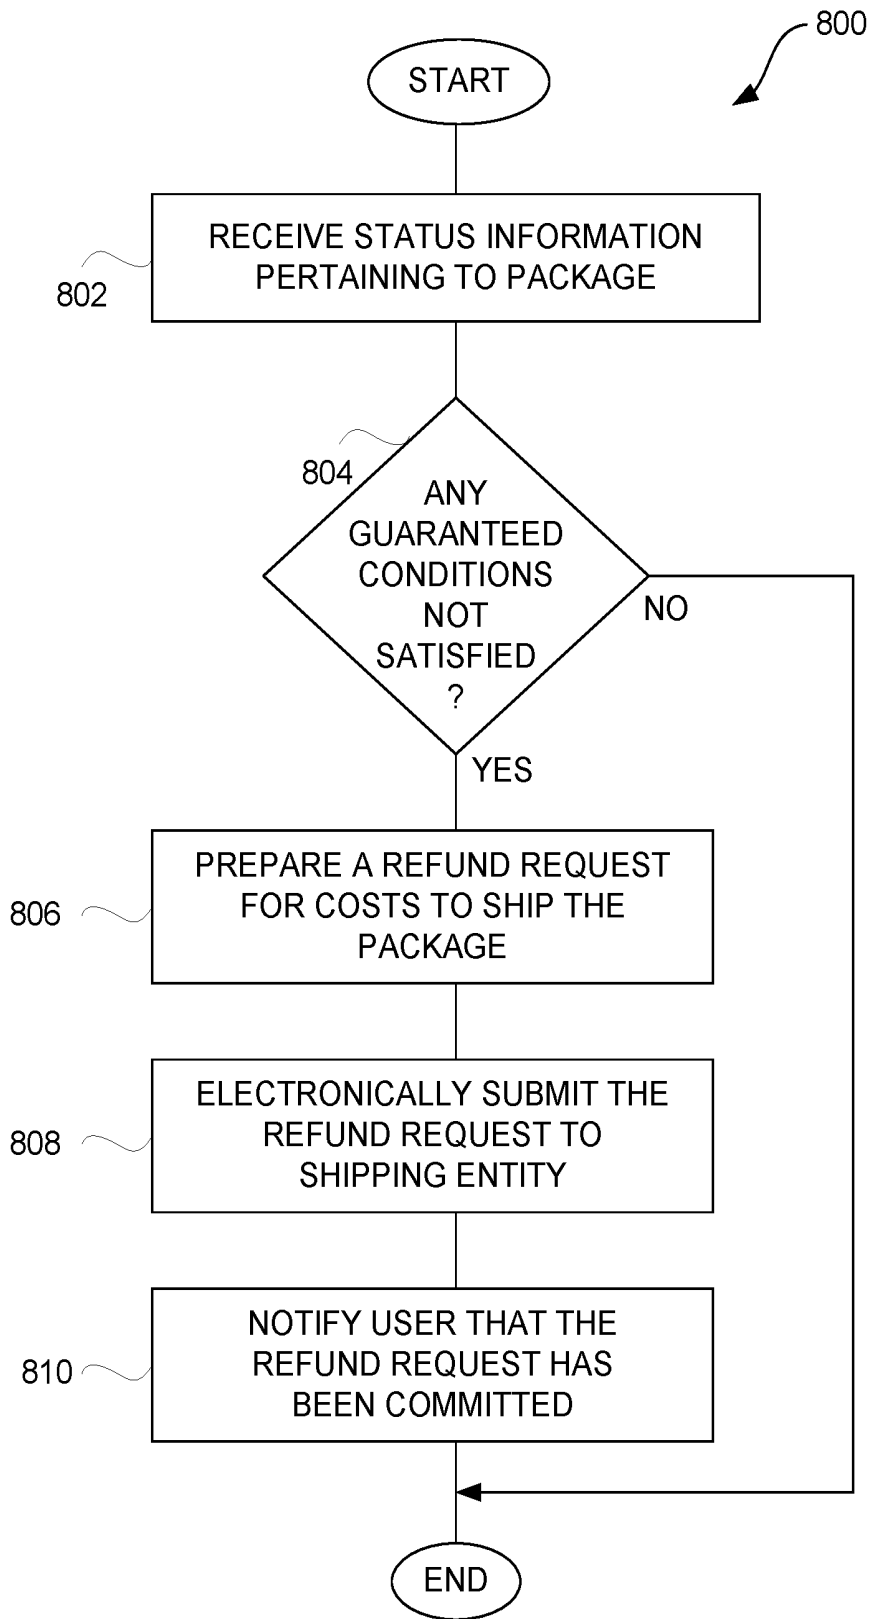 800
START
RECEIVE STATUS INFORMATION
PERTAINING TO PACKAGE
802
804
ANY
GUARANTEED
CONDITIONS
NOT
SATISFIED
?
NO
YES
PREPARE A REFUND REQUEST
FOR COSTS TO SHIP THE
PACKAGE
806
ELECTRONICALLY SUBMIT THE
REFUND REQUEST TO
SHIPPING ENTITY
808
NOTIFY USER THAT THE
REFUND REQUEST HAS
BEEN COMMITTED
810
END